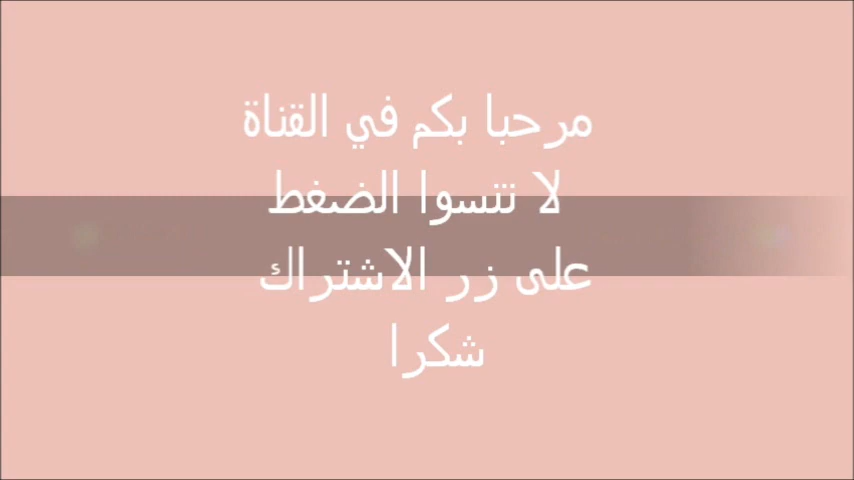 مرحبا بكم في القناة
لا تنسوا الضغط
على زر الاشتراك
شكرا